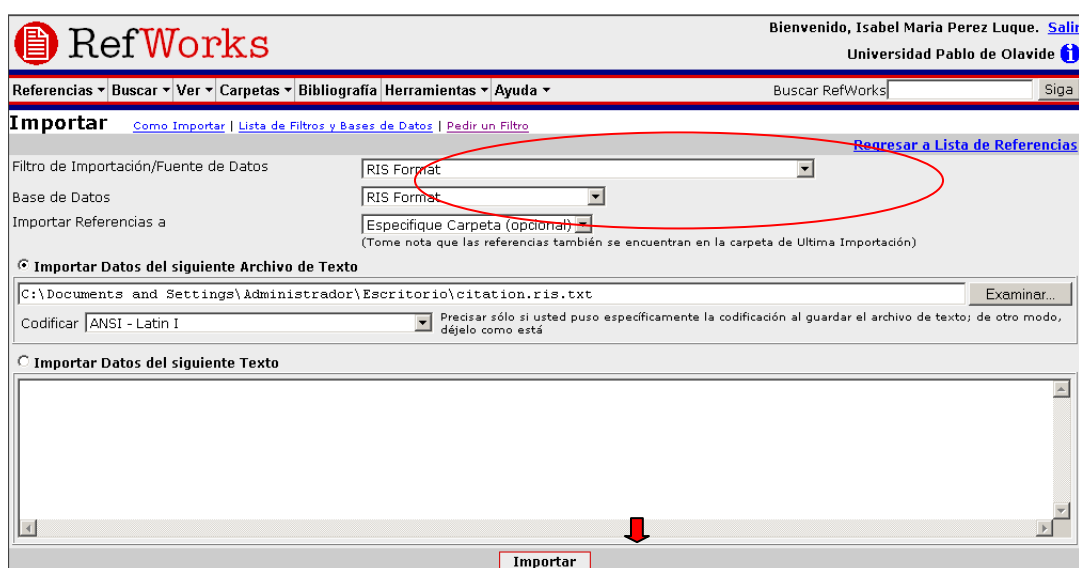 RefWorks
Bienvenido, Isabel Maria Perez Luque. Salir
Universidad Pablo de Olavide
Referencias Buscar Ver Carpetas Bibliografía Herramientas Ayuda Buscar RefWorks Siga
Importar Como Importar | Lista de Filtros y Bases de Datos | Pedir un Filtro
Regresar a Lista de Referencias
Filtro de Importación/Fuente de Datos RIS Format
Base de Datos RIS Format
Importar Referencias a Especifique Carpeta (opcional)
(Tome nota que las referencias también se encuentran en la carpeta de Ultima Importación)
Importar Datos del siguiente Archivo de Texto
C:\Documents and Settings\Administrador\Escritorio\citation.ris.txt Examinar...
Codificar ANSI - Latin I Precisar sólo si usted puso específicamente la codificación al guardar el archivo de texto; de otro modo,
déjelo como está
Importar Datos del siguiente Texto
Importar